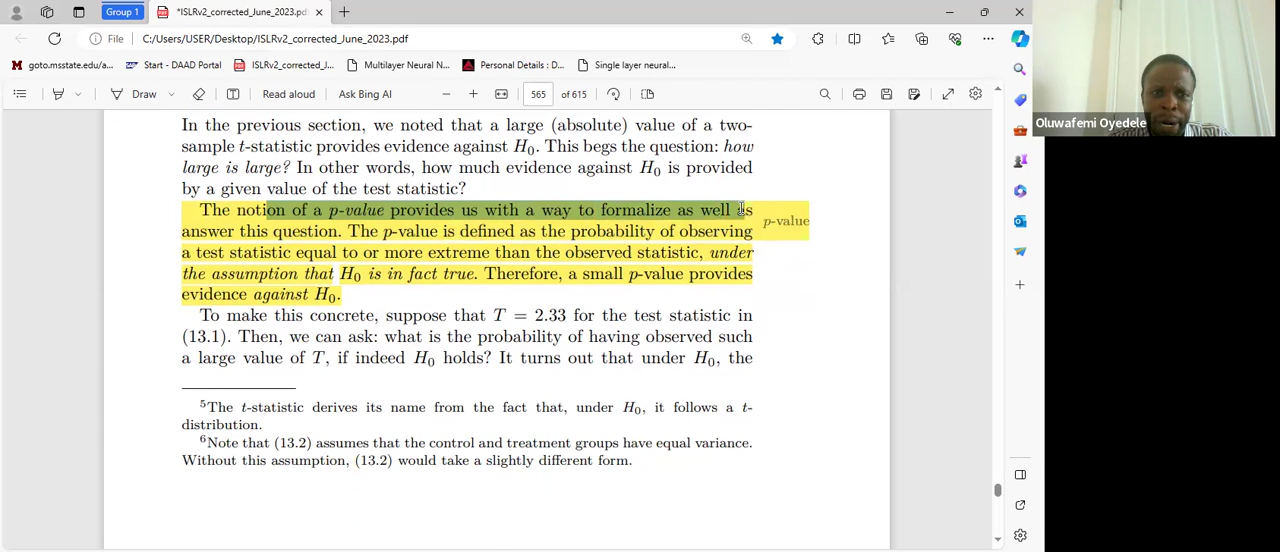 Group 1
*ISLRv2_corrected_June_2023.pd
File
C:/Users/USER/Desktop/ISLRv2_corrected_June_2023.pdf
goto.msstate.edu/a...
Start - DAAD Portal
ISLRv2_corrected_J...
Multilayer Neural N...
Personal Details : D...
Single layer neural...
Draw
Read aloud
Ask Bing AI
565
of 615
Oluwafemi Oyedele
In the previous section, we noted that a large (absolute) value of a two-
sample t-statistic provides evidence against H0. This begs the question: how
large is large? In other words, how much evidence against H0 is provided
by a given value of the test statistic?
The notion of a p-value provides us with a way to formalize as well as
answer this question. The p-value is defined as the probability of observing
a test statistic equal to or more extreme than the observed statistic, under
the assumption that H0 is in fact true. Therefore, a small p-value provides
evidence against H0.
p-value
To make this concrete, suppose that T = 2.33 for the test statistic in
(13.1). Then, we can ask: what is the probability of having observed such
a large value of T, if indeed H0 holds? It turns out that under H0, the
5The t-statistic derives its name from the fact that, under H0, it follows a t-
distribution.
6Note that (13.2) assumes that the control and treatment groups have equal variance.
Without this assumption, (13.2) would take a slightly different form.